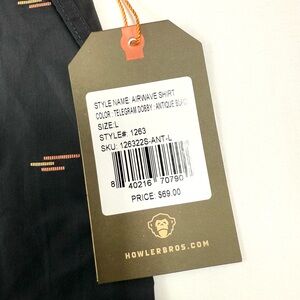 STYLE NAME: AIRWAVE SHIRT
COLOR : TELEGRAM DOBBY : ANTIQUE
SIZE:L
STYLE#: 1263
SKU: 126322S-ANT-L
8 40216 70790
PRICE: $69.00
HOWLERBROS.COM